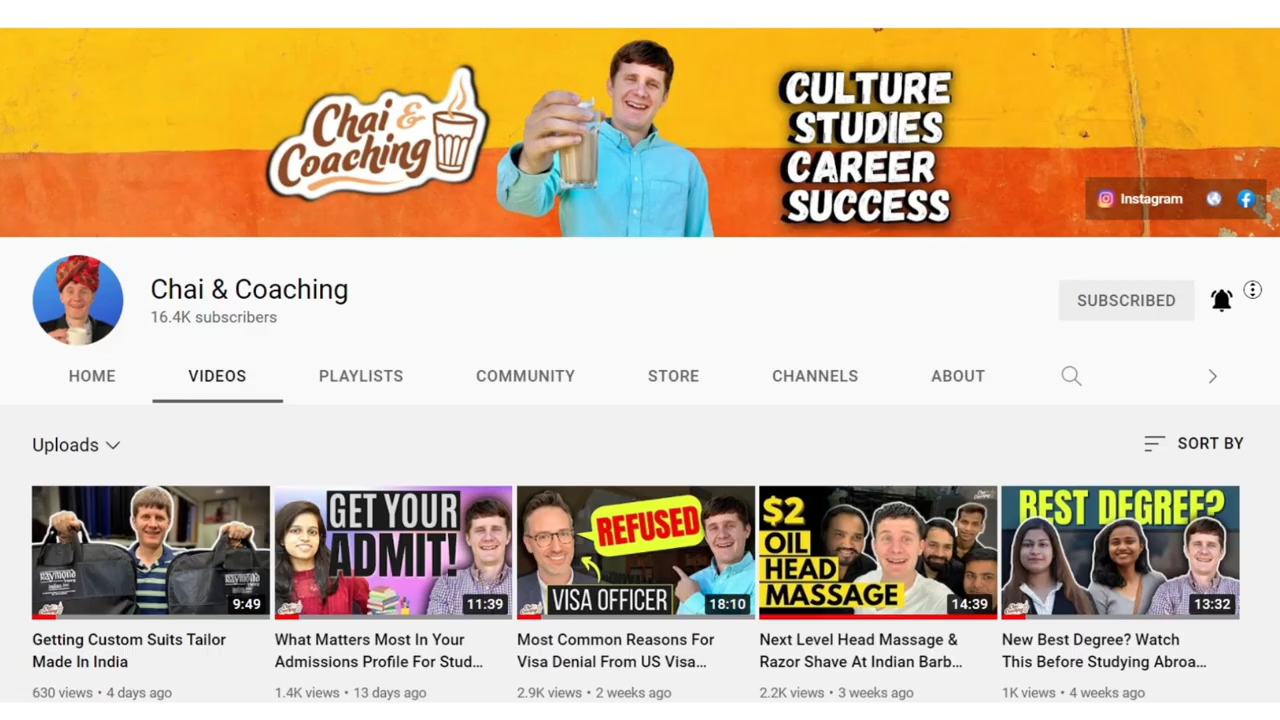 Chai &
Coaching
CULTURE
STUDIES
CAREER
SUCCESS
Instagram
Chai & Coaching
16.4K subscribers
SUBSCRIBED
HOME VIDEOS PLAYLISTS COMMUNITY STORE CHANNELS ABOUT
Uploads
SORT BY
Raymond
Raymond
9:49
GET YOUR
ADMIT!
11:39
REFUSED
VISA OFFICER
18:10
$2
OIL
HEAD
MASSAGE
14:39
BEST DEGREE?
13:32
Getting Custom Suits Tailor
Made In India
630 views • 4 days ago
What Matters Most In Your
Admissions Profile For Stud...
1.4K views • 13 days ago
Most Common Reasons For
Visa Denial From US Visa...
2.9K views • 2 weeks ago
Next Level Head Massage &
Razor Shave At Indian Barb...
2.2K views • 3 weeks ago
New Best Degree? Watch
This Before Studying Abroa...
1K views • 4 weeks ago